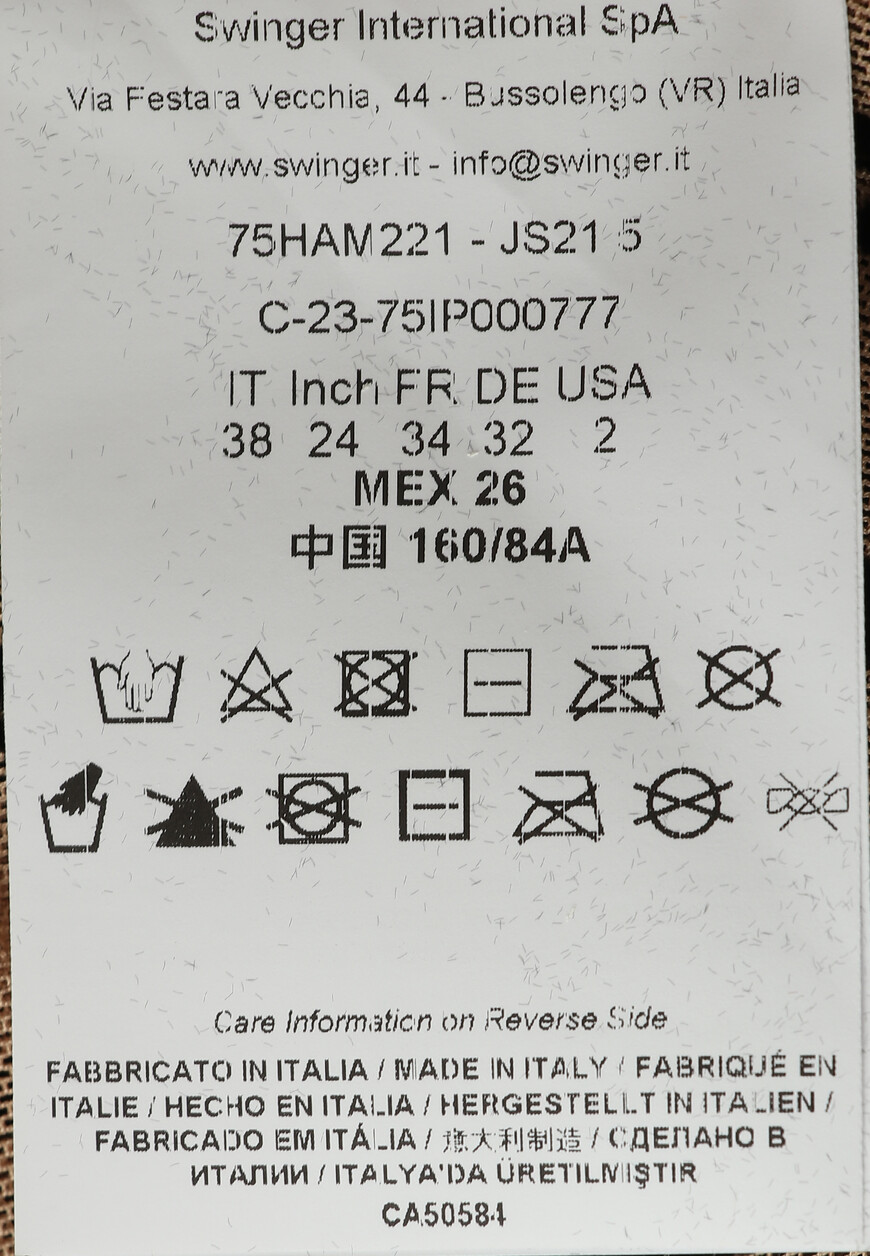 Swinger International SpA
Via Festara Vecchia, 44 - Bussolengo (VR) Italia
www.swinger.it - info@swinger.it
75HAM221 - JS215
C-23-75IP000777
IT Inch FR DE USA
38 24 34 32 2
MEX 26
中国 160/84A
Care Information on Reverse Side
FABBRICATO IN ITALIA / MADE IN ITALY / FABRIQUÉ EN
ITALIE / HECHO EN ITALIA / HERGESTELLT IN ITALIEN /
FABRICADO EM ITÁLIA / 意大利制造 / СДЕЛАНО В
ИТАЛИИ / ITALYA'DA ÜRETILMIŞTIR
CA50584